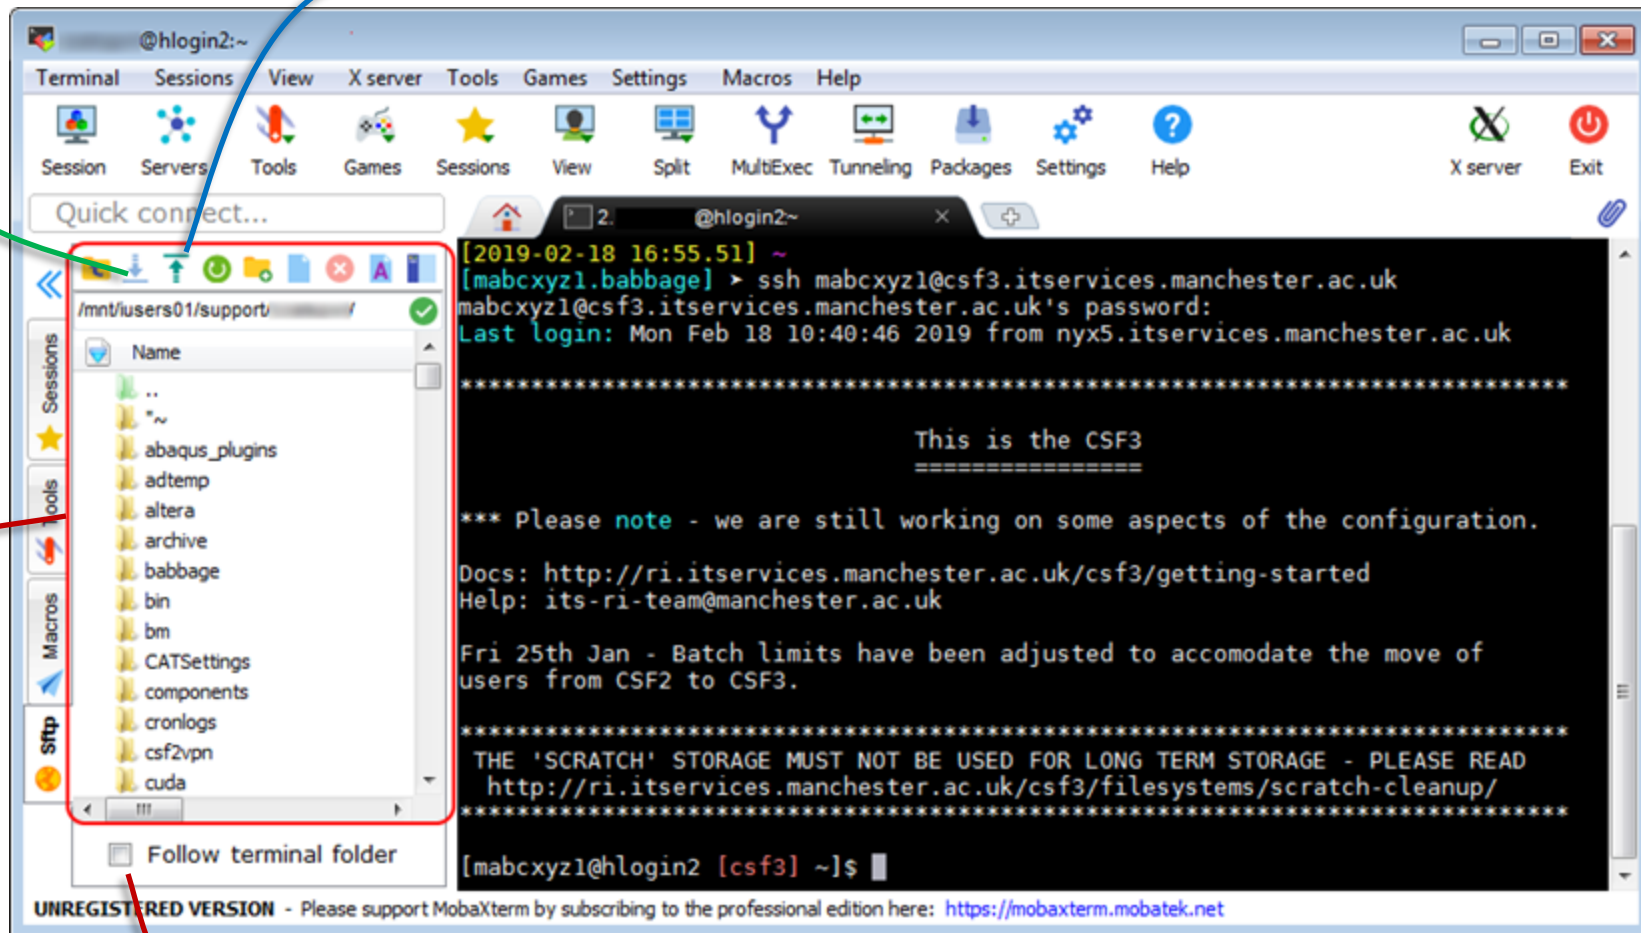 @hlogin2:~
Terminal Sessions View X server Tools Games Settings Macros Help
Session Servers Tools Games Sessions View Split MultiExec Tunneling Packages Settings Help X server Exit
Quick connect...
2. @hlogin2:~
/mnt/iusers01/support/ /
Name
..
"~
abaqus_plugins
adtemp
altera
archive
babbage
bin
bm
CATSettings
components
cronlogs
csf2vpn
cuda
Follow terminal folder
Sessions
Tools
Macros
Sftp
[2019-02-18 16:55.51] ~
[mabcxyz1.babbage] ➤ ssh mabcxyz1@csf3.itservices.manchester.ac.uk
mabcxyz1@csf3.itservices.manchester.ac.uk's password:
Last login: Mon Feb 18 10:40:46 2019 from nyx5.itservices.manchester.ac.uk
******************************************************************************
This is the CSF3
================
*** Please note - we are still working on some aspects of the configuration.
Docs: http://ri.itservices.manchester.ac.uk/csf3/getting-started
Help: its-ri-team@manchester.ac.uk
Fri 25th Jan - Batch limits have been adjusted to accomodate the move of
users from CSF2 to CSF3.
******************************************************************************
THE 'SCRATCH' STORAGE MUST NOT BE USED FOR LONG TERM STORAGE - PLEASE READ
http://ri.itservices.manchester.ac.uk/csf3/filesystems/scratch-cleanup/
******************************************************************************
[mabcxyz1@hlogin2 [csf3] ~]$
UNREGISTERED VERSION - Please support MobaXterm by subscribing to the professional edition here: https://mobaxterm.mobatek.net